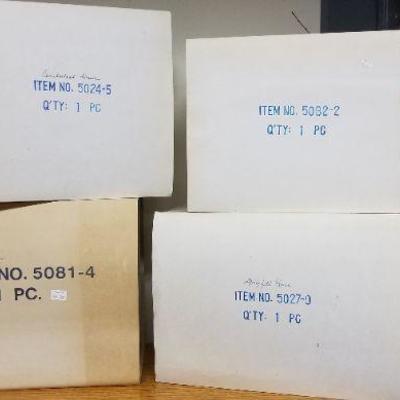 ITEM NO. 5024-5
Q'TY: 1 PC
ITEM NO. 5082-2
Q'TY: 1 PC
NO. 5081-4
PC.
ITEM NO. 5027-0
Q'TY: 1 PC